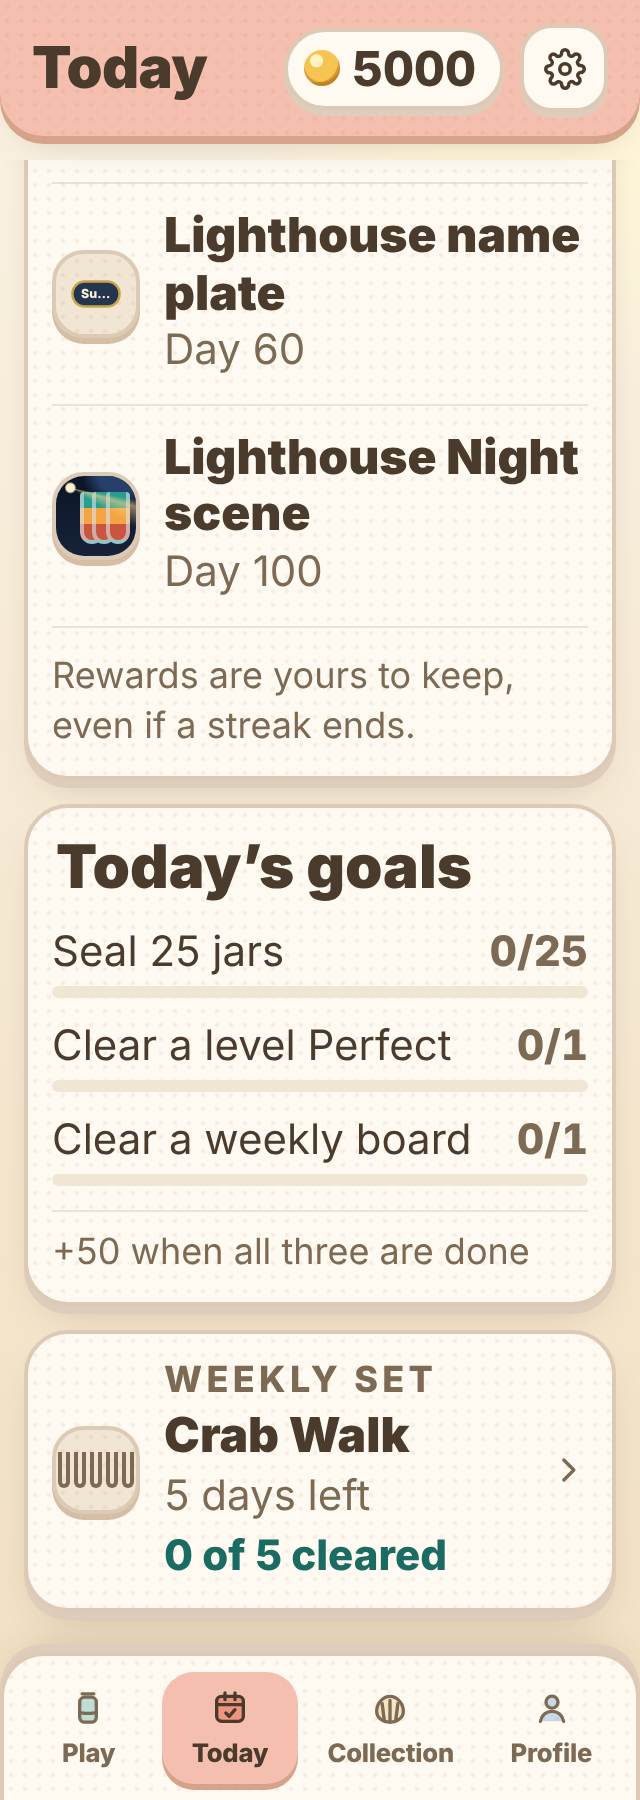 Today
5000
Lighthouse name
plate
Su...
Day 60
Lighthouse Night
scene
Day 100
Rewards are yours to keep,
even if a streak ends.
Today’s goals
Seal 25 jars 0/25
Clear a level Perfect 0/1
Clear a weekly board 0/1
+50 when all three are done
WEEKLY SET
Crab Walk
5 days left
0 of 5 cleared
Play Today Collection Profile